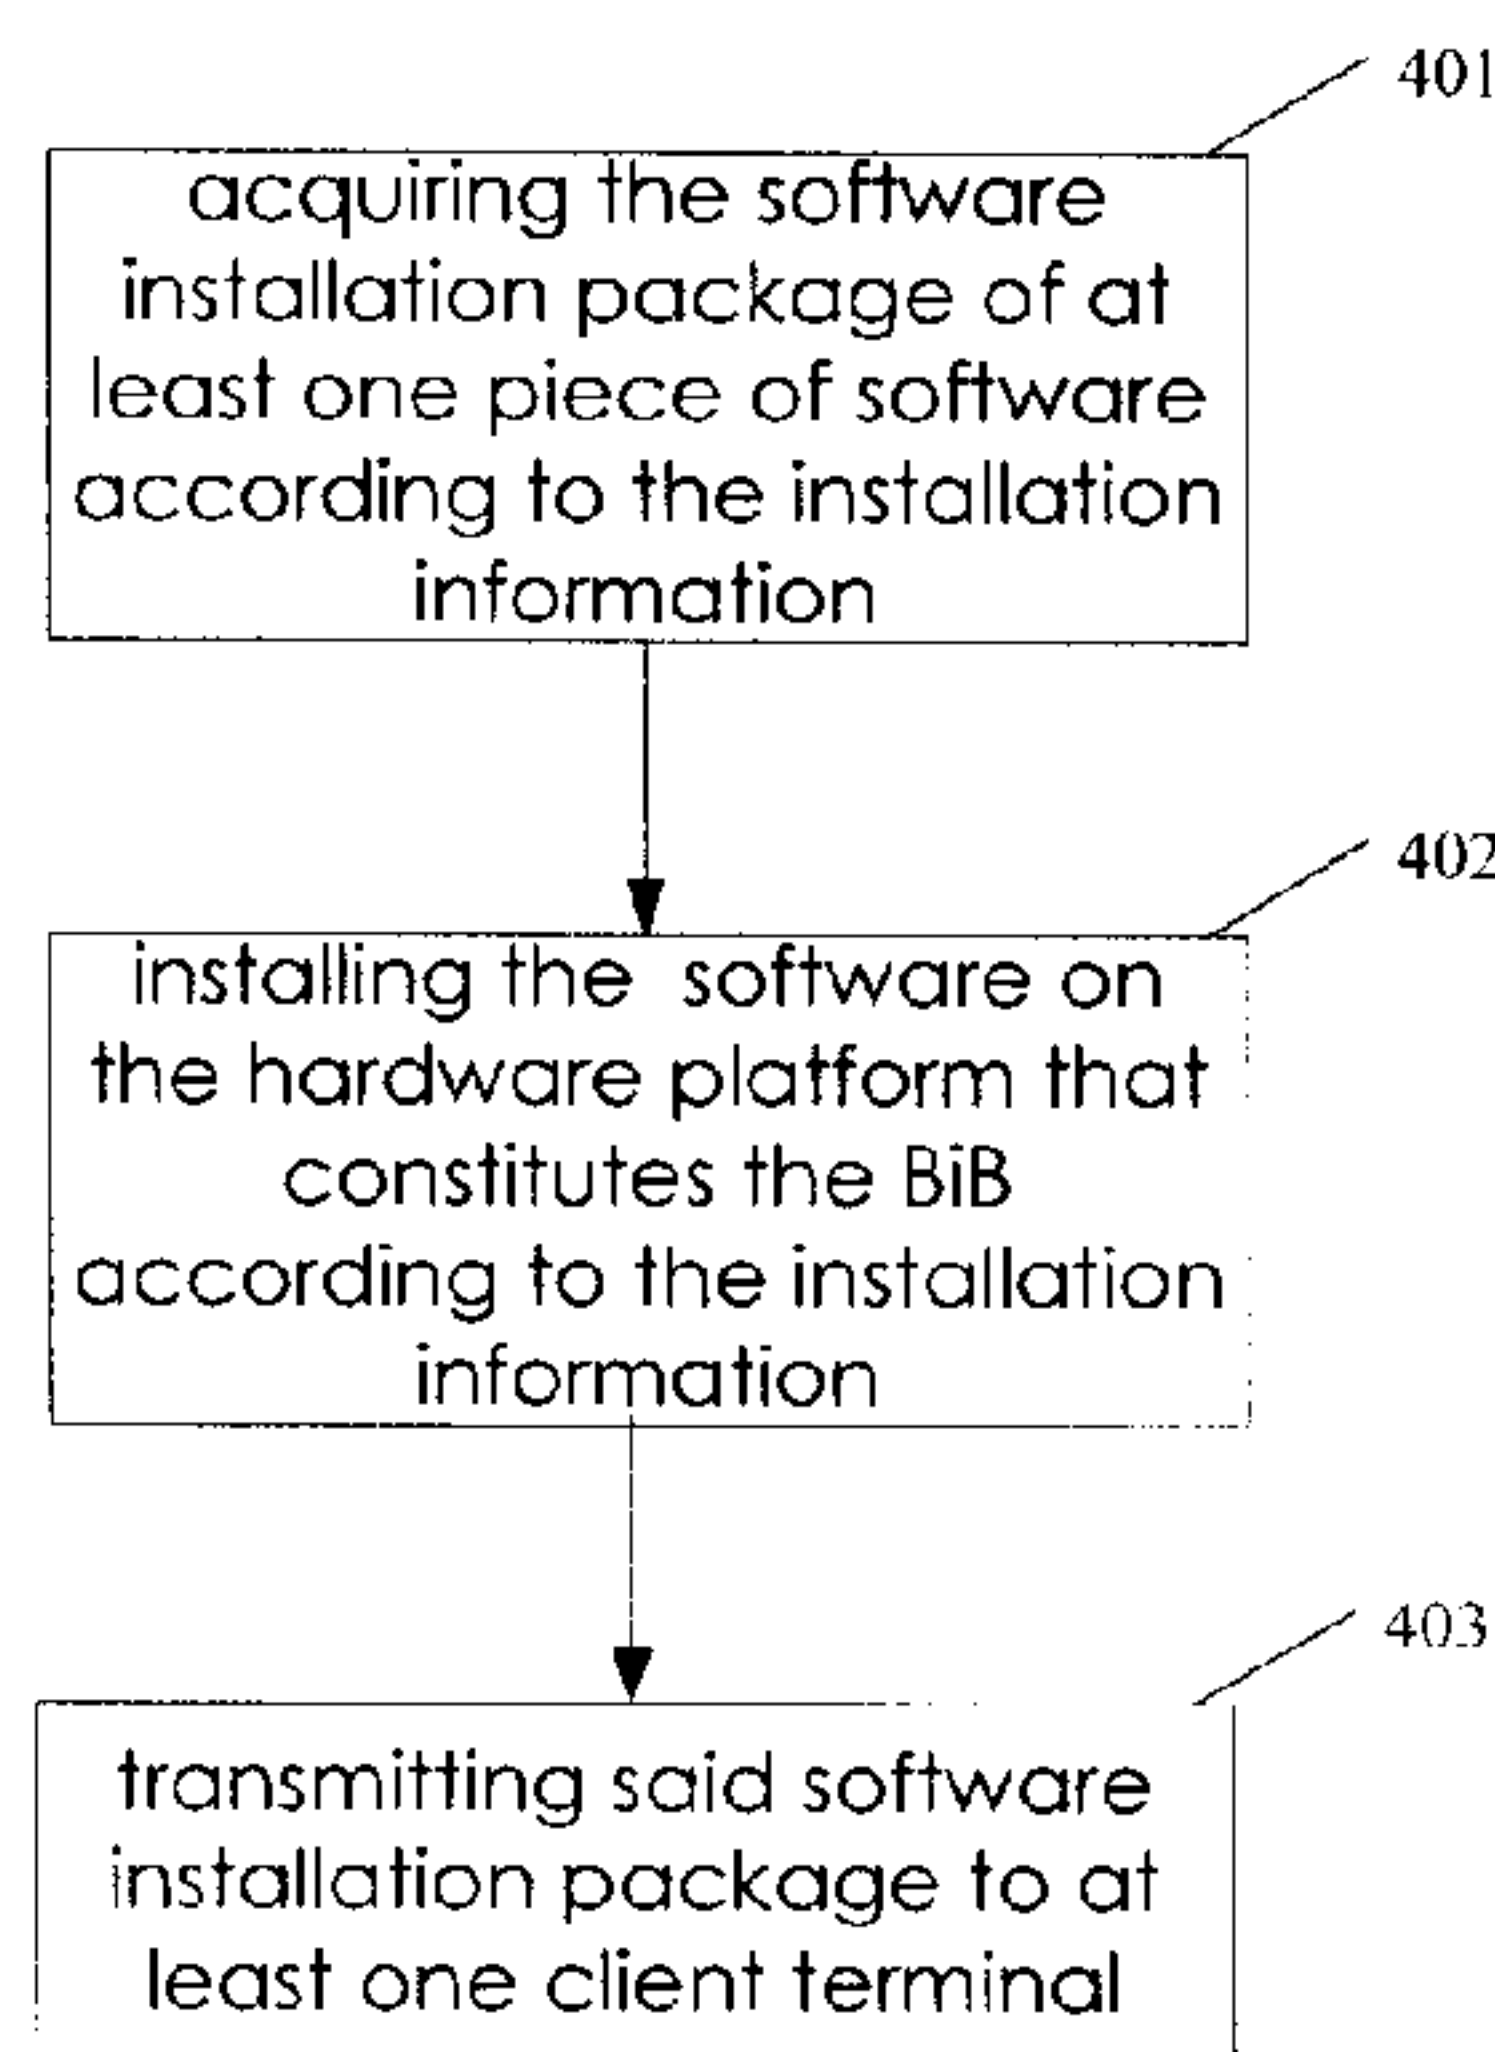 401
acquiring the software
installation package of at
least one piece of software
according to the installation
information
402
installing the software on
the hardware platform that
constitutes the BiB
according to the installation
information
403
transmitting said software
installation package to at
least one client terminal